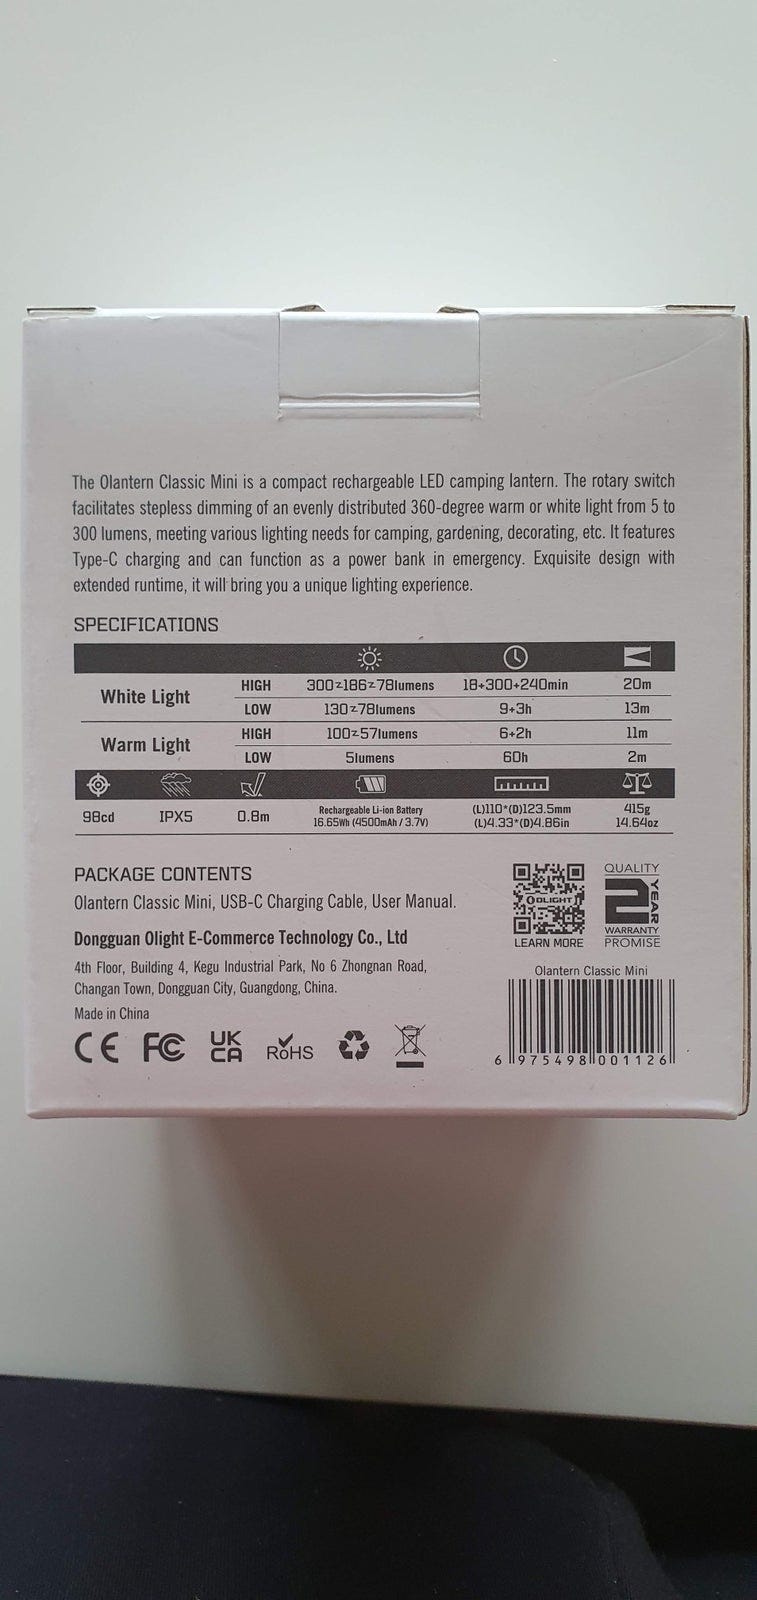 The Olantern Classic Mini is a compact rechargeable LED camping lantern. The rotary switch
facilitates stepless dimming of an evenly distributed 360-degree warm or white light from 5 to
300 lumens, meeting various lighting needs for camping, gardening, decorating, etc. It features
Type-C charging and can function as a power bank in emergency. Exquisite design with
extended runtime, it will bring you a unique lighting experience.
SPECIFICATIONS
White Light
HIGH 300~186~78lumens 18+300+240min 20m
LOW 130~78lumens 9+3h 13m
Warm Light
HIGH 100~57lumens 6+2h 11m
LOW 5lumens 60h 2m
98cd IPX5 0.8m
Rechargeable Li-ion Battery
16.65Wh (4500mAh / 3.7V)
(L)110*(D)123.5mm
(L)4.33*(D)4.86in
415g
14.64oz
PACKAGE CONTENTS
Olantern Classic Mini, USB-C Charging Cable, User Manual.
Dongguan Olight E-Commerce Technology Co., Ltd
4th Floor, Building 4, Kegu Industrial Park, No 6 Zhongnan Road,
Changan Town, Dongguan City, Guangdong, China.
Made in China
CE FC UK CA RoHS
OLIGHT
LEARN MORE
QUALITY
2 YEAR
WARRANTY
PROMISE
Olantern Classic Mini
6 975498 001126